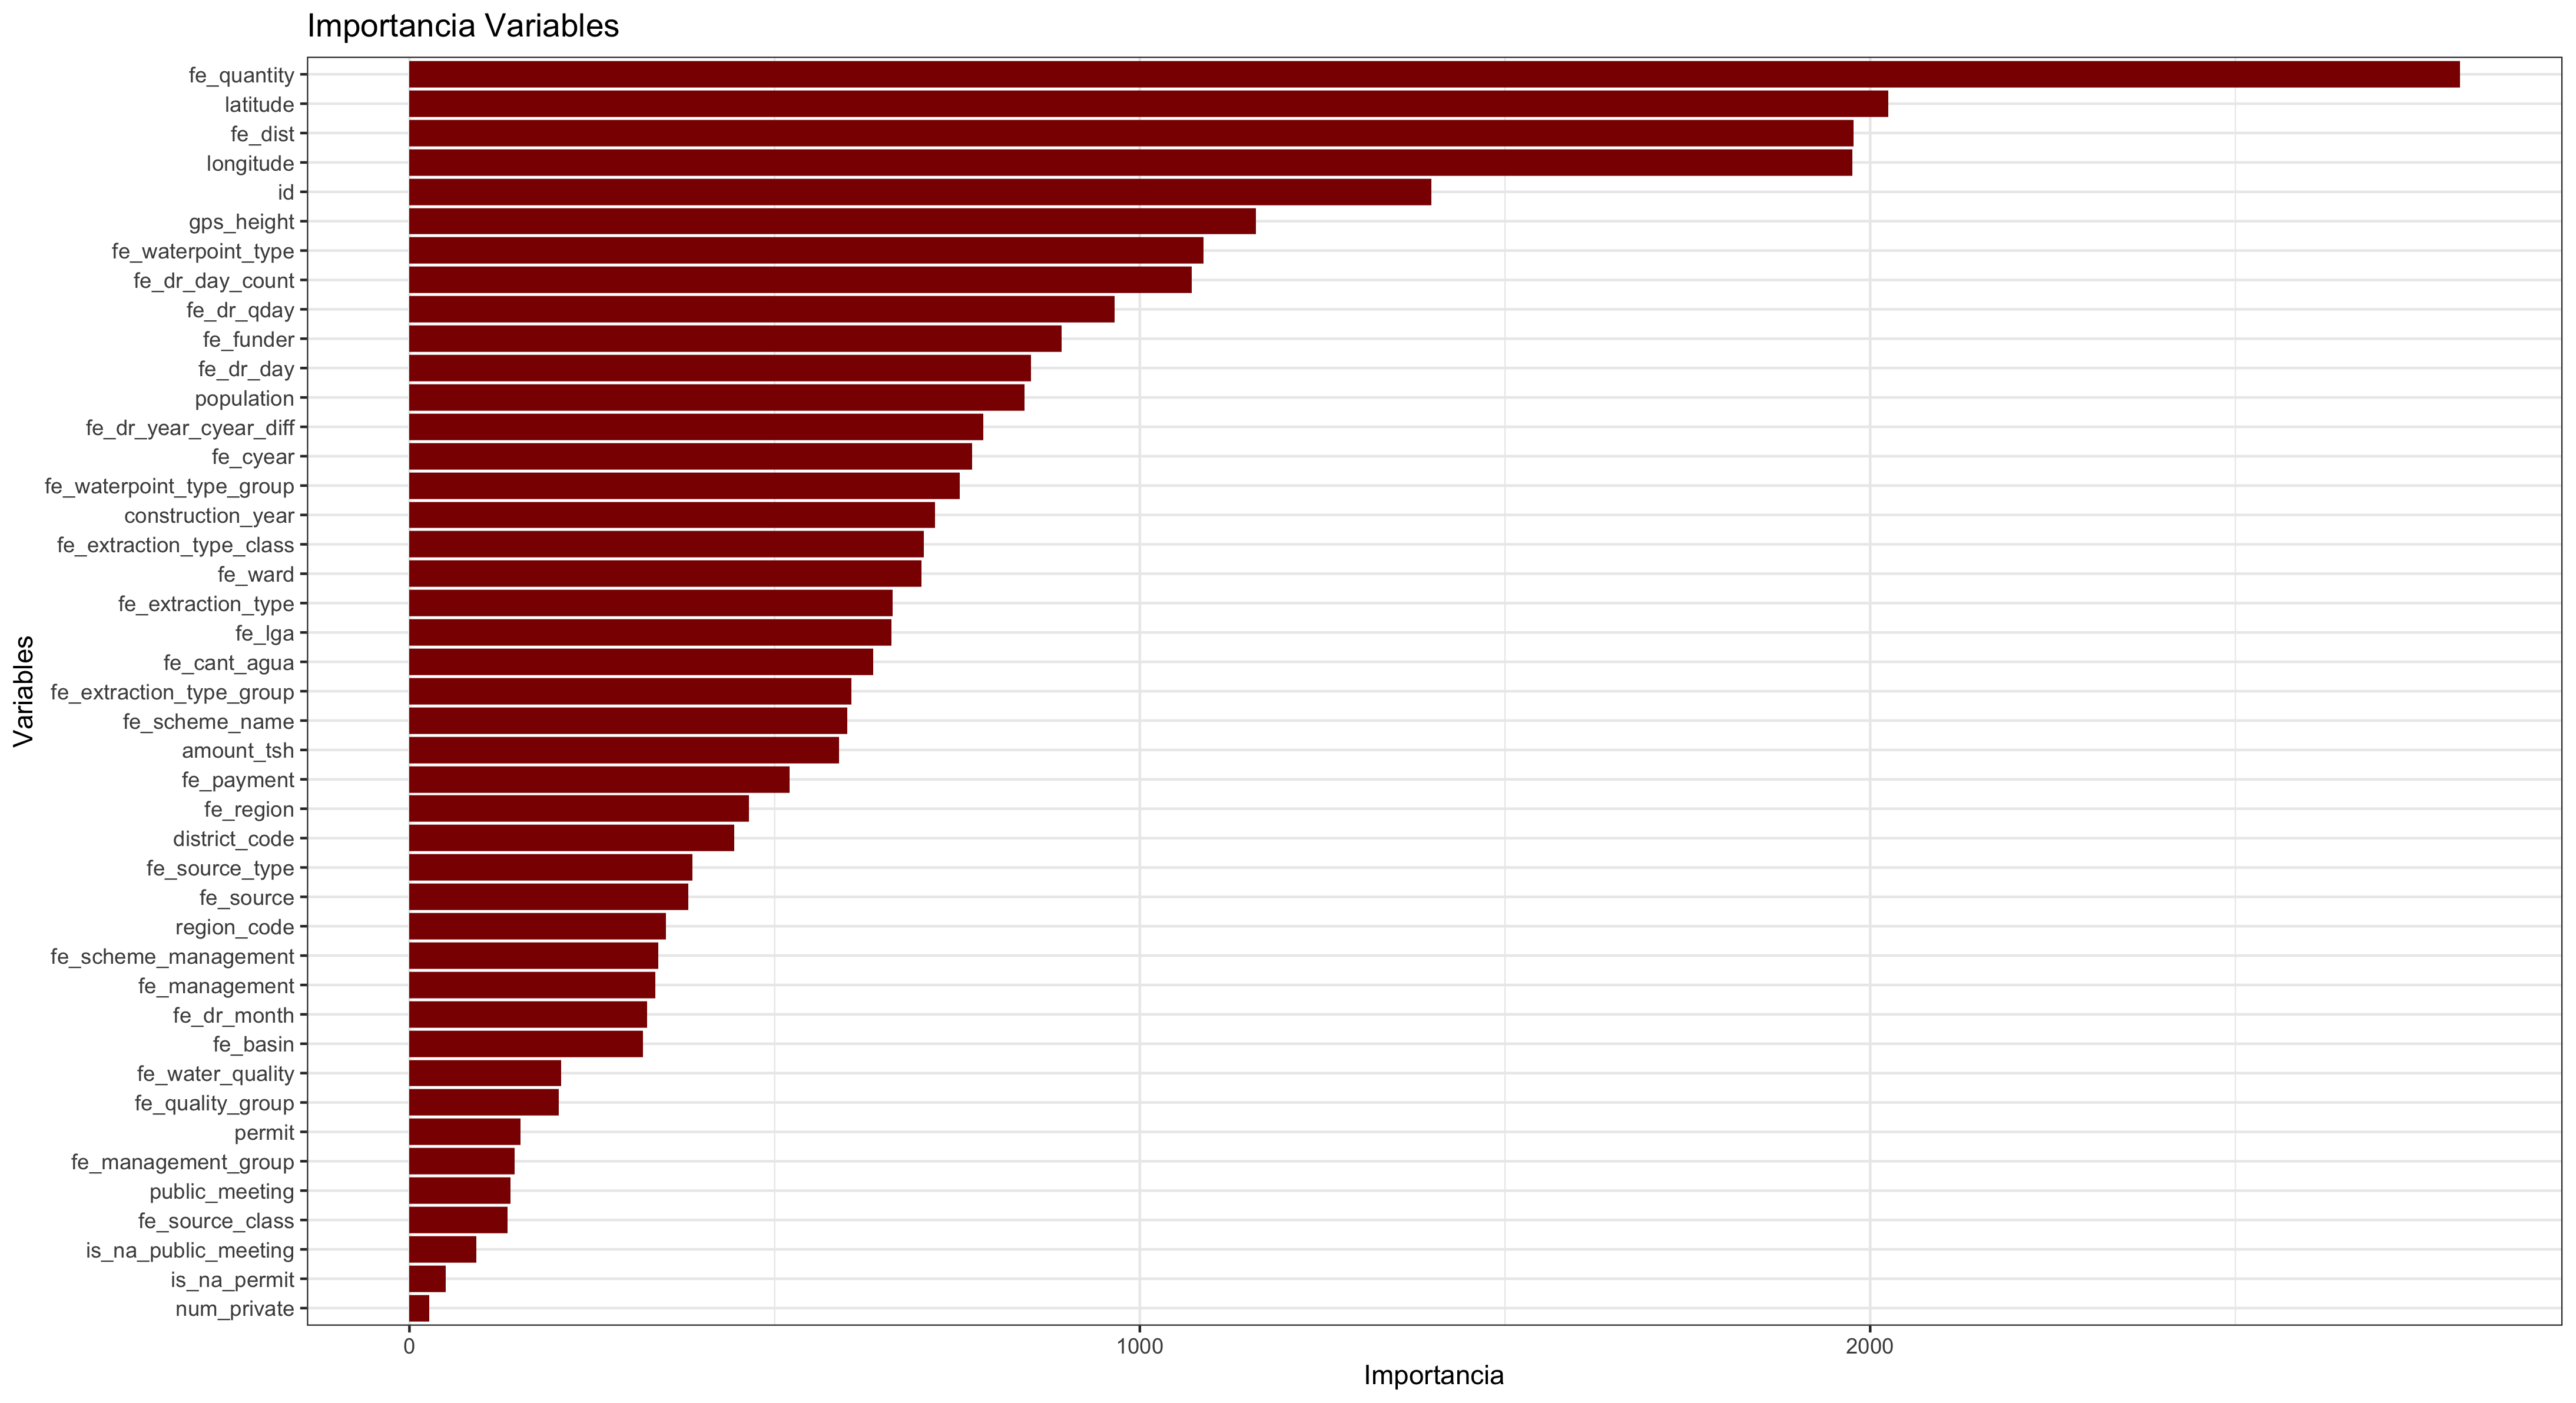 Importancia Variables
fe_quantity
latitude
fe_dist
longitude
id
gps_height
fe_waterpoint_type
fe_dr_day_count
fe_dr_qday
fe_funder
fe_dr_day
population
fe_dr_year_cyear_diff
fe_cyear
fe_waterpoint_type_group
construction_year
fe_extraction_type_class
fe_ward
fe_extraction_type
fe_lga
fe_cant_agua
fe_extraction_type_group
fe_scheme_name
amount_tsh
fe_payment
fe_region
district_code
fe_source_type
fe_source
region_code
fe_scheme_management
fe_management
fe_dr_month
fe_basin
fe_water_quality
fe_quality_group
permit
fe_management_group
public_meeting
fe_source_class
is_na_public_meeting
is_na_permit
num_private
Variables
0 1000 2000
Importancia